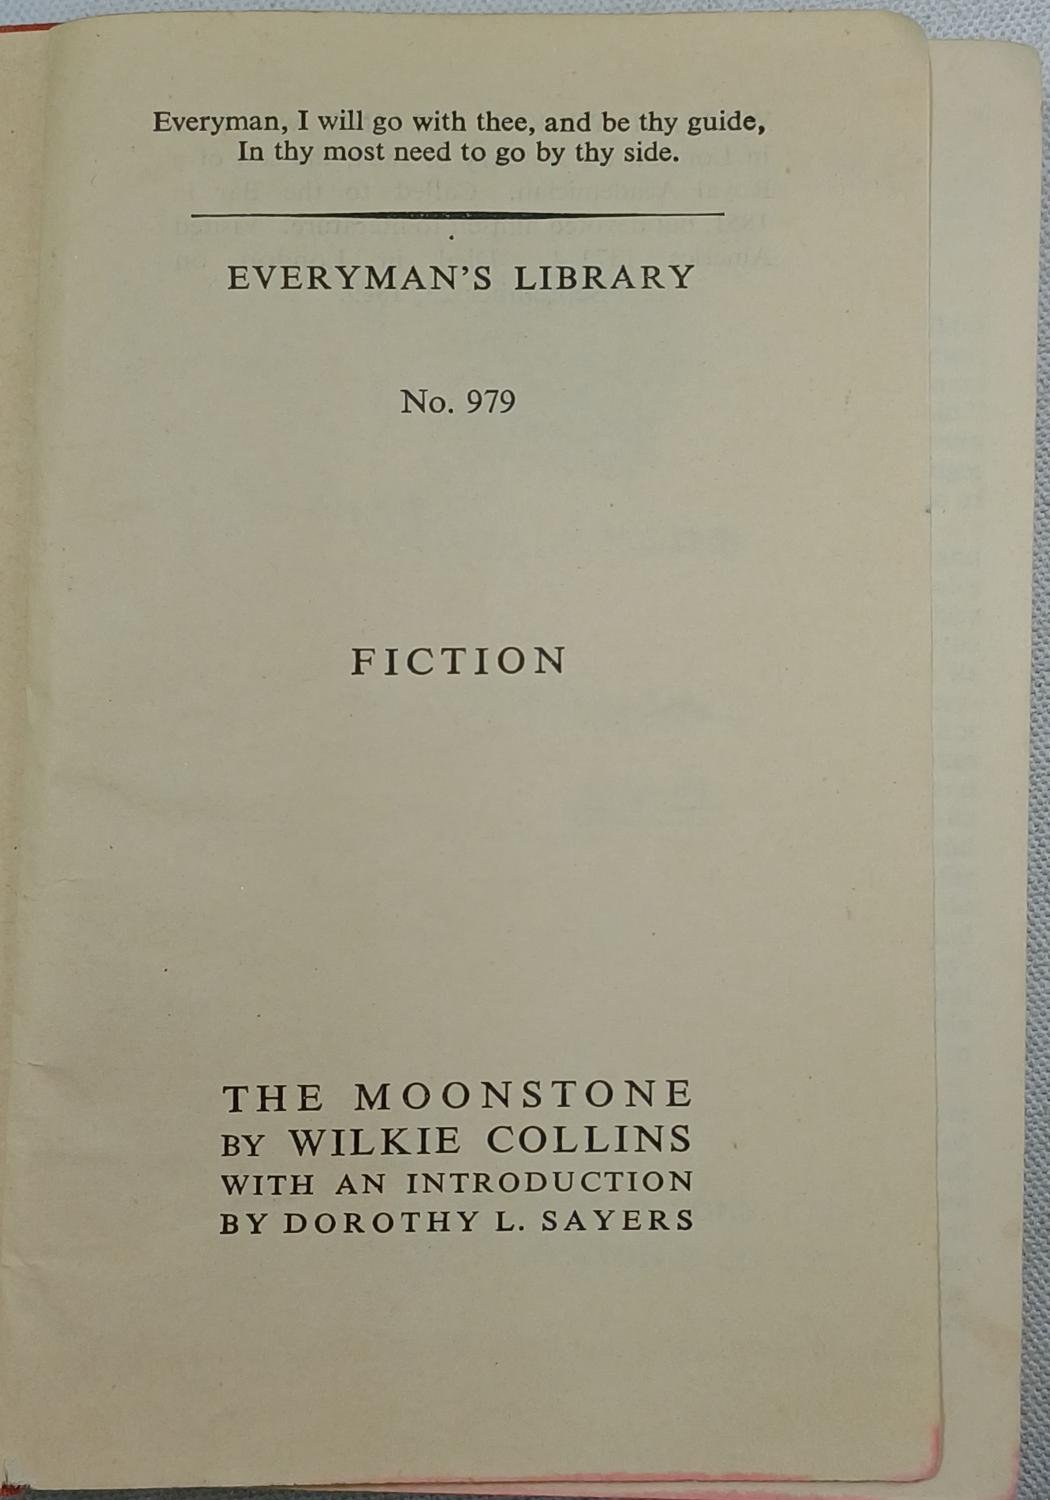 Everyman, I will go with thee, and be thy guide,
In thy most need to go by thy side.
EVERYMAN'S LIBRARY
No. 979
FICTION
THE MOONSTONE
BY WILKIE COLLINS
WITH AN INTRODUCTION
BY DOROTHY L. SAYERS